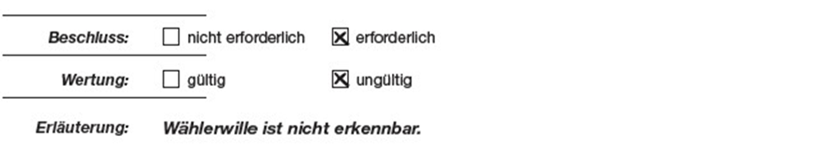 Beschluss: ☐ nicht erforderlich ☒ erforderlich
Wertung: ☐ gültig ☒ ungültig
Erläuterung: Wählerwille ist nicht erkennbar.